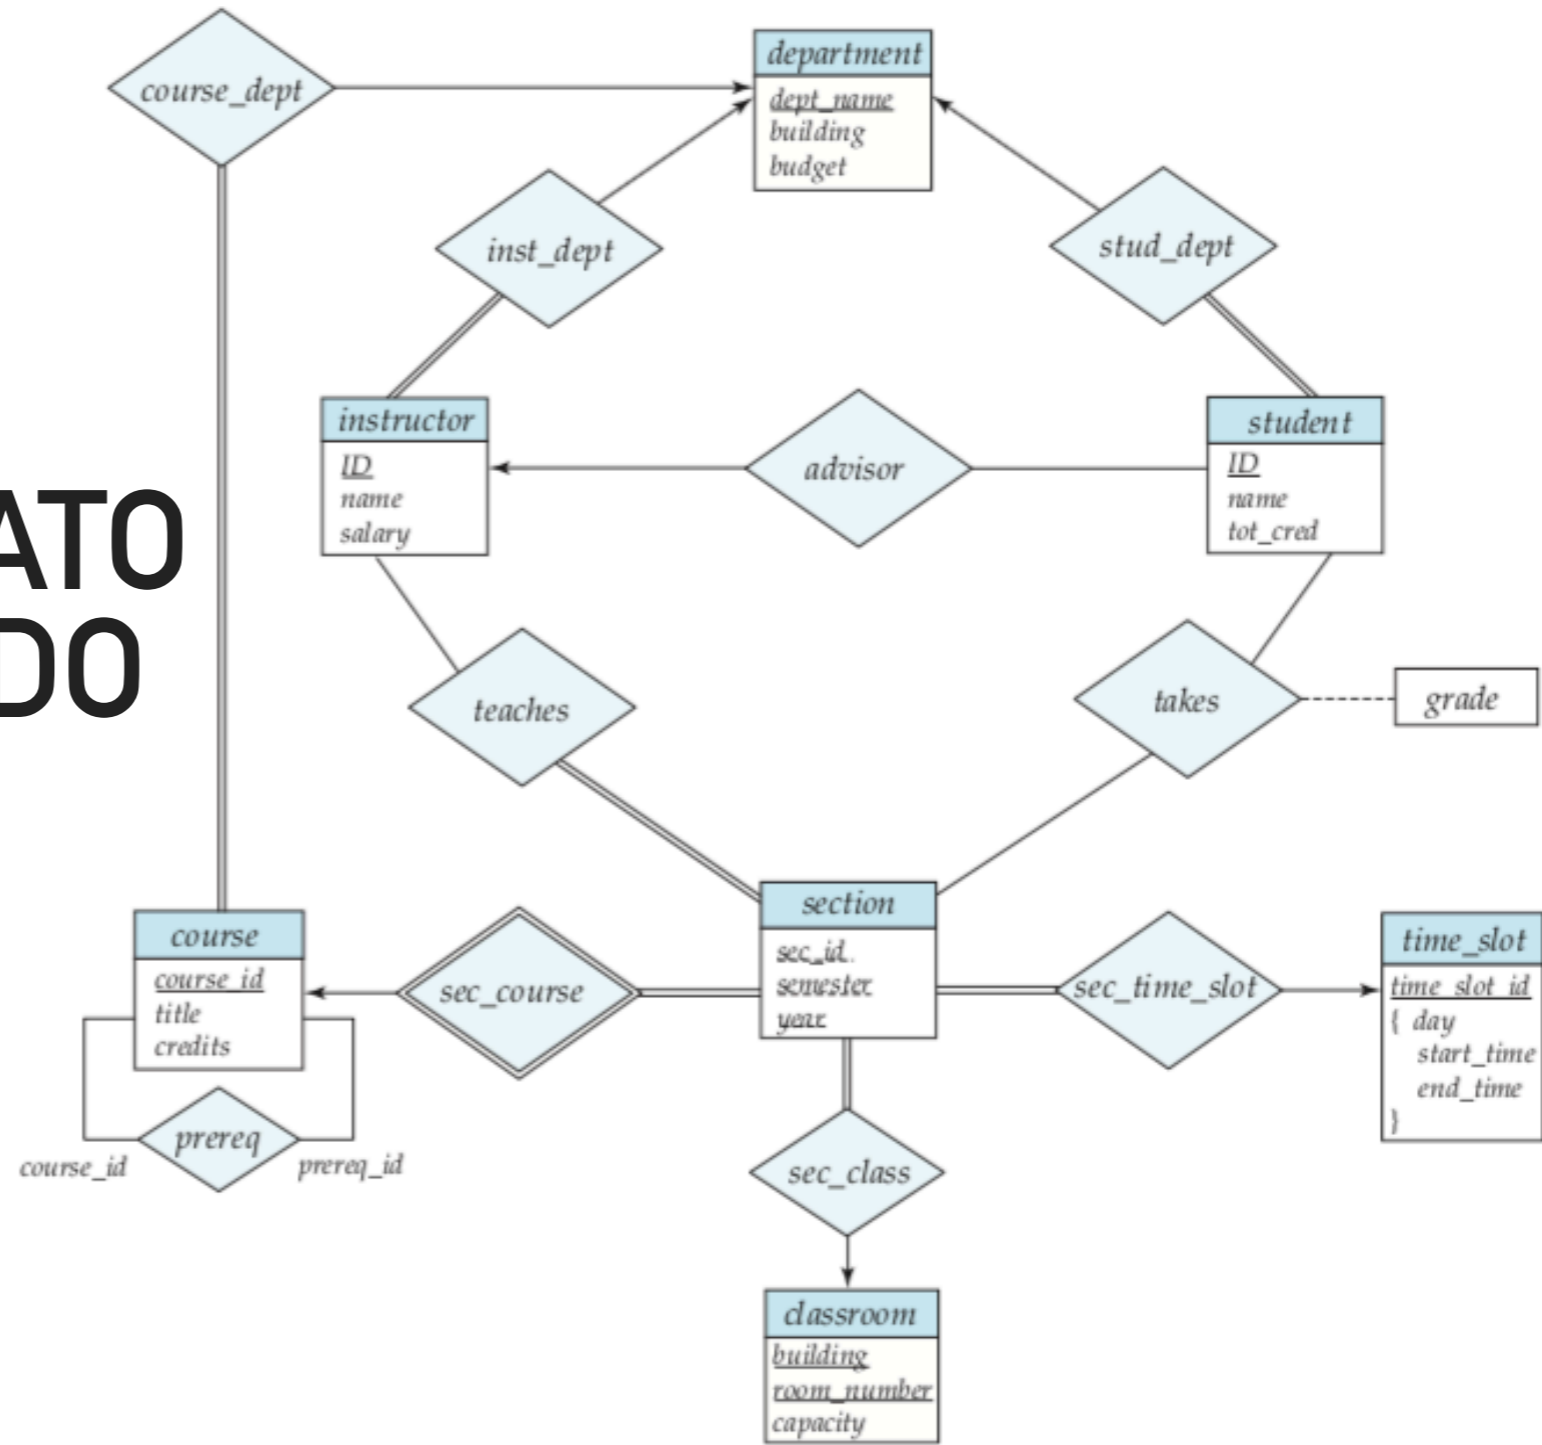 course_dept
department
dept_name
building
budget
inst_dept
stud_dept
instructor
ID
name
salary
advisor
student
ID
name
tot_cred
ATO
DO
teaches
takes
grade
course
course_id
title
credits
sec_course
section
sec_id
semester
year
sec_time_slot
time_slot
time_slot_id
{ day
start_time
end_time
}
prereq
course_id
prereq_id
sec_class
classroom
building
room_number
capacity